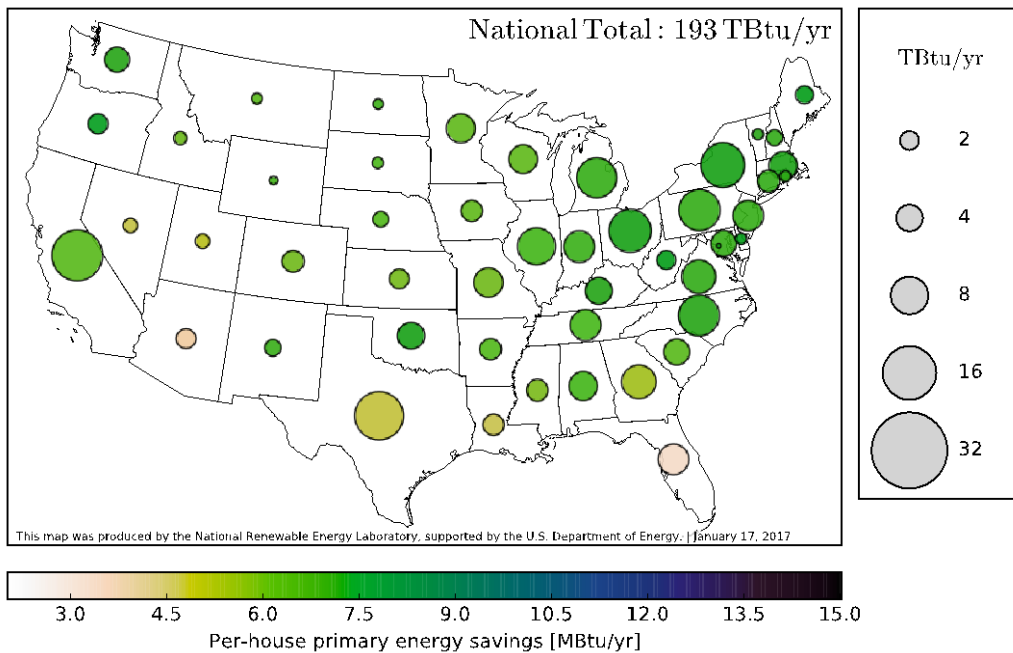 National Total : 193 TBtu/yr
This map was produced by the National Renewable Energy Laboratory, supported by the U.S. Department of Energy. | January 17, 2017
TBtu/yr
2
4
8
16
32
3.0 4.5 6.0 7.5 9.0 10.5 12.0 13.5 15.0
Per-house primary energy savings [MBtu/yr]